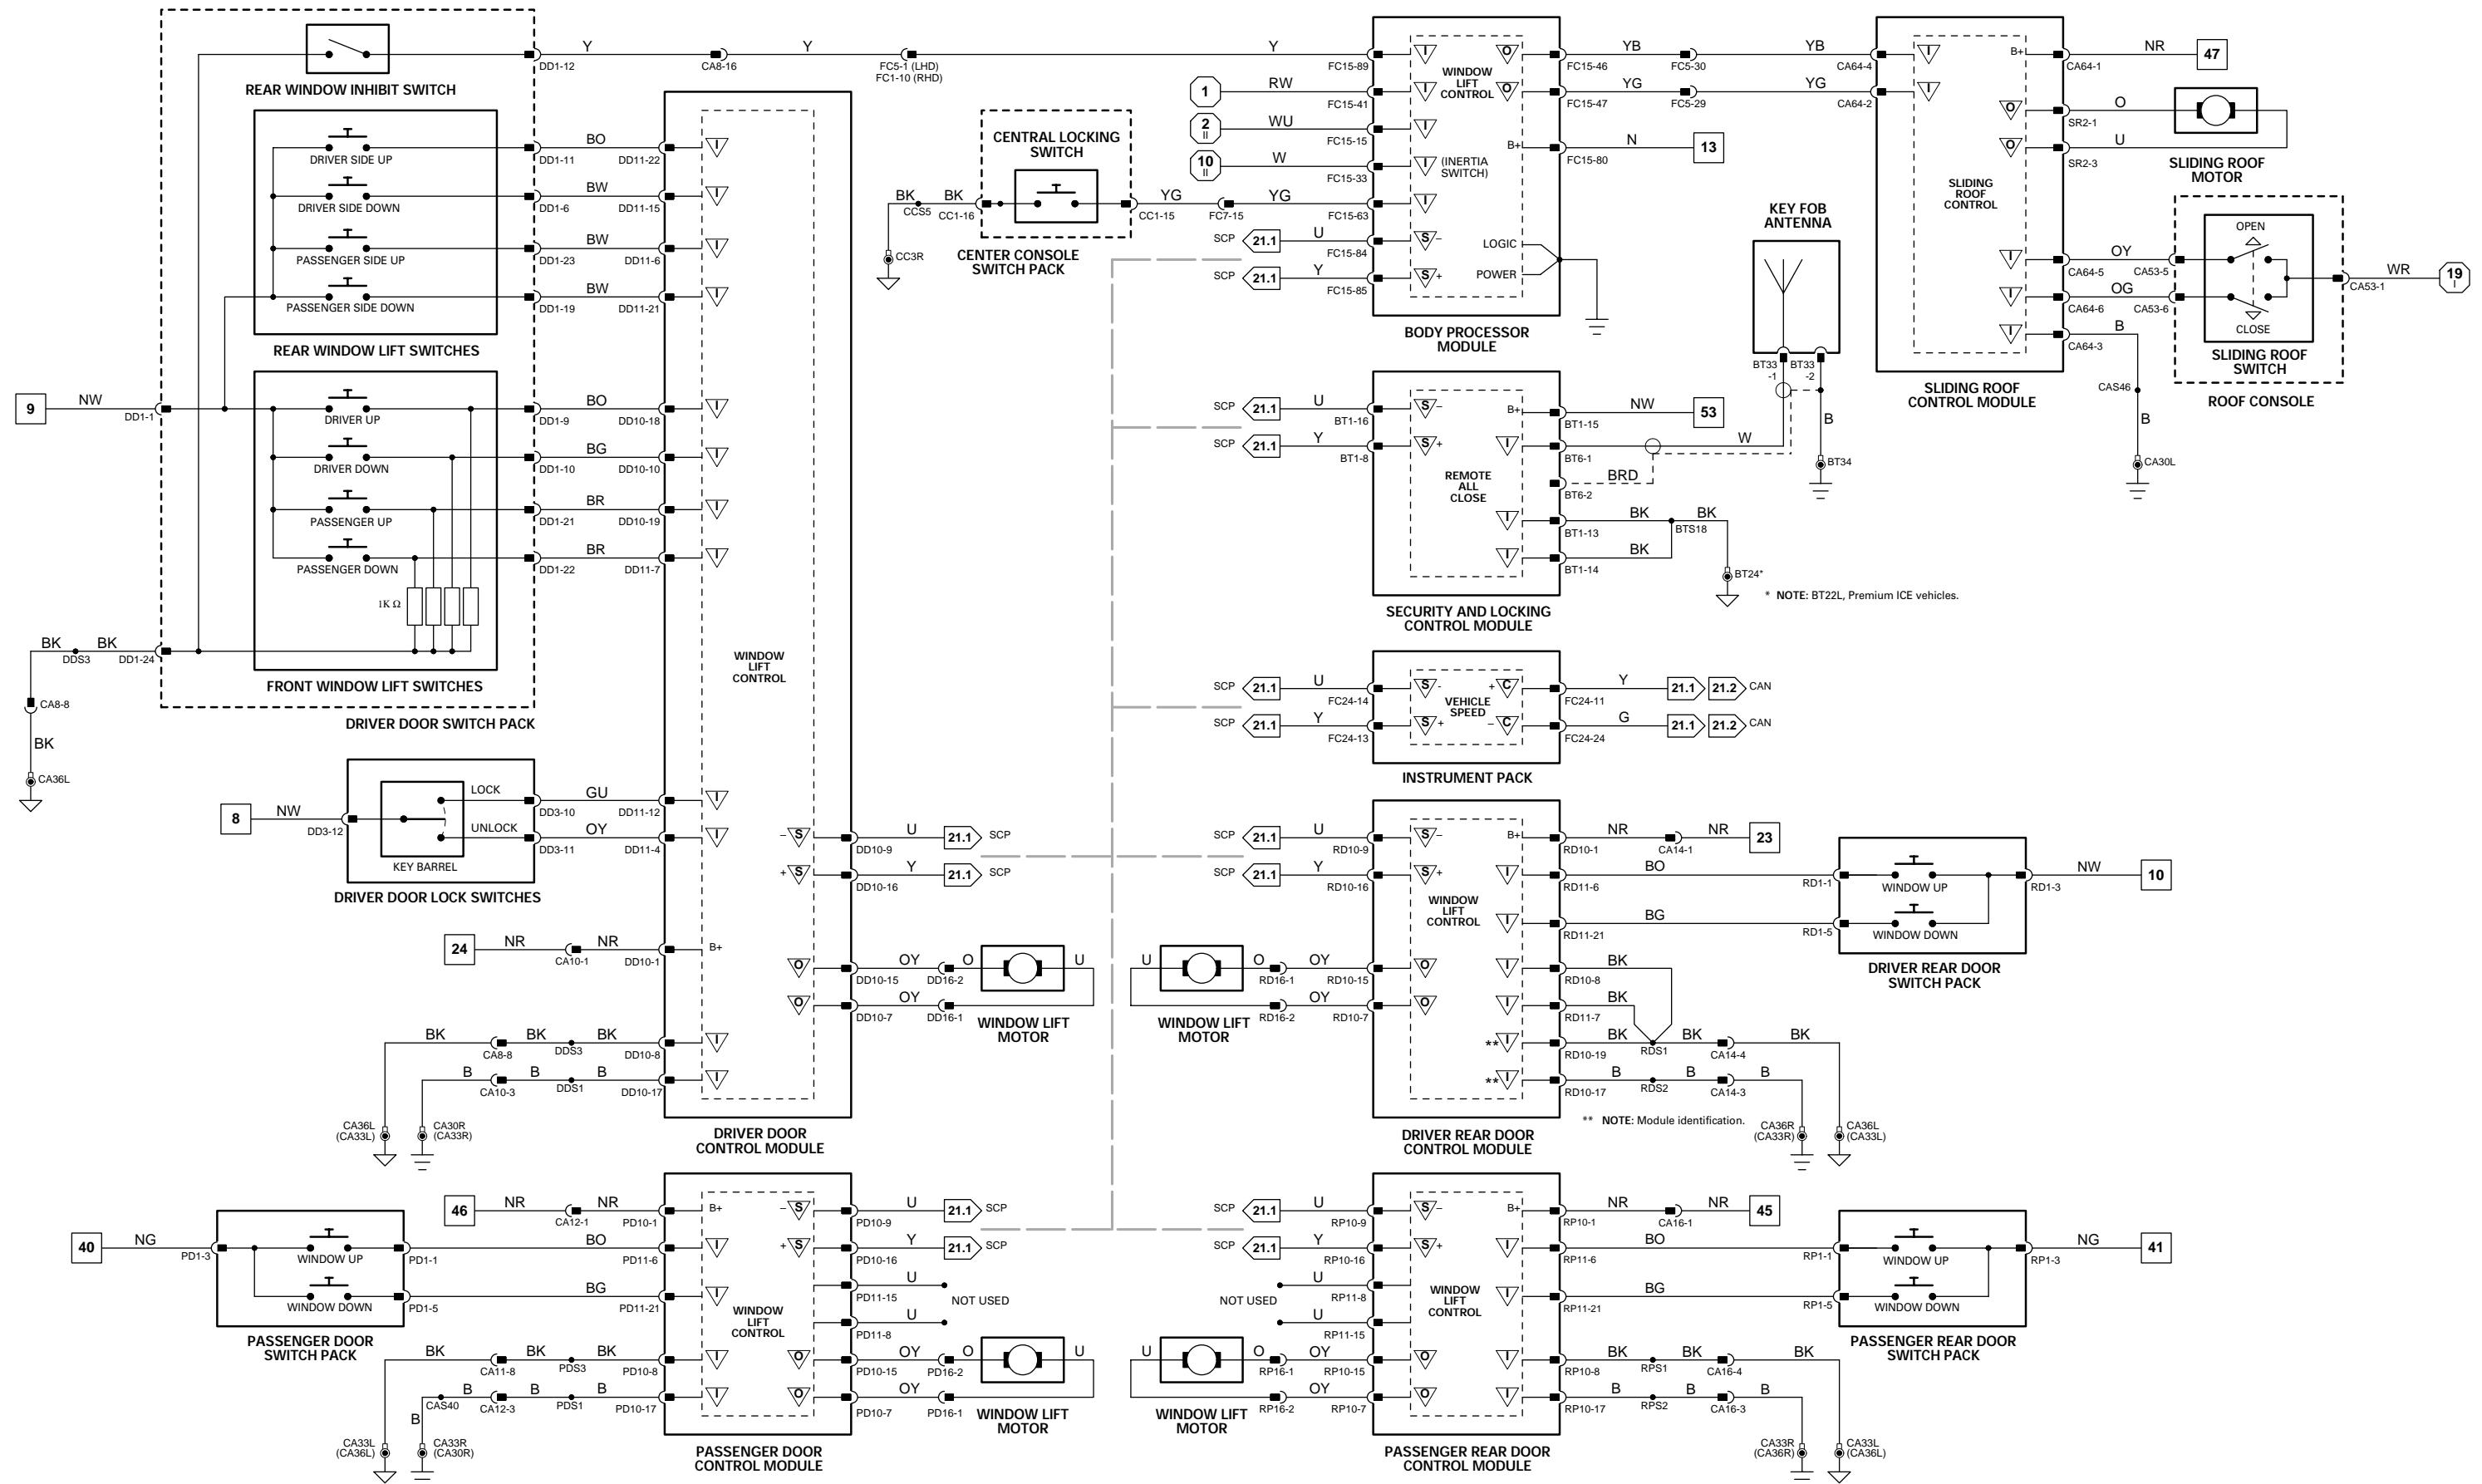 REAR WINDOW INHIBIT SWITCH
DD1-12
Y
CA8-16
Y
FC5-1 (LHD)
FC1-10 (RHD)
Y
FC15-89
DRIVER SIDE UP
DD1-11
BO
DD11-22
DRIVER SIDE DOWN
DD1-6
BW
DD11-15
PASSENGER SIDE UP
DD1-23
BW
DD11-6
PASSENGER SIDE DOWN
DD1-19
BW
DD11-21
REAR WINDOW LIFT SWITCHES
9
NW
DD1-1
DRIVER UP
DD1-9
BO
DD10-18
DRIVER DOWN
DD1-10
BG
DD10-10
PASSENGER UP
DD1-21
BR
DD10-19
PASSENGER DOWN
DD1-22
BR
DD11-7
1K Ω
BK
DDS3
BK
DD1-24
FRONT WINDOW LIFT SWITCHES
DRIVER DOOR SWITCH PACK
CA8-8
BK
CA36L
8
NW
DD3-12
LOCK
UNLOCK
KEY BARREL
DD3-10
GU
DD11-12
DD3-11
OY
DD11-4
DRIVER DOOR LOCK SWITCHES
24
NR
CA10-1
NR
DD10-1
BK
CA8-8
BK
DDS3
BK
DD10-8
B
CA10-3
B
DDS1
B
DD10-17
CA36L
(CA33L)
CA30R
(CA33R)
I
I
I
I
I
I
I
I
WINDOW
LIFT
CONTROL
I
I
– S
+ S
B+
O
O
I
I
DD10-9
U
21.1
SCP
DD10-16
Y
21.1
SCP
DD10-15
OY
DD16-2
O
U
DD10-7
OY
DD16-1
WINDOW LIFT
MOTOR
DRIVER DOOR
CONTROL MODULE
40
NG
PD1-3
WINDOW UP
WINDOW DOWN
PD1-1
BO
PD11-6
PD1-5
BG
PD11-21
PASSENGER DOOR
SWITCH PACK
46
NR
CA12-1
NR
PD10-1
BK
CA11-8
BK
PDS3
BK
PD10-8
CAS40
B
CA12-3
B
PDS1
B
PD10-17
B
CA33L
(CA36L)
CA33R
(CA30R)
B+
– S
I
+ S
I
WINDOW
LIFT
CONTROL
I
O
I
O
PD10-9
U
21.1
SCP
PD10-16
Y
21.1
SCP
PD11-15
U
NOT USED
PD11-8
U
PD10-15
OY
PD16-2
O
U
PD10-7
OY
PD16-1
WINDOW LIFT
MOTOR
PASSENGER DOOR
CONTROL MODULE
1
RW
FC15-41
2
II
WU
FC15-15
10
II
W
FC15-33
CENTRAL LOCKING
SWITCH
BK
CCS5
BK
CC1-16
CC3R
CC1-15
YG
FC7-15
YG
FC15-63
CENTER CONSOLE
SWITCH PACK
SCP
21.1
U
FC15-84
SCP
21.1
Y
FC15-85
I
O
WINDOW
LIFT
CONTROL
I
O
I
B+
I
(INERTIA
SWITCH)
I
S –
S +
LOGIC
POWER
BODY PROCESSOR
MODULE
FC15-46
YB
FC5-30
YB
CA64-4
FC15-47
YG
FC5-29
YG
CA64-2
FC15-80
N
13
SCP
21.1
U
BT1-16
SCP
21.1
Y
BT1-8
S –
S +
B+
I
REMOTE
ALL
CLOSE
I
I
BT1-15
NW
53
BT6-1
W
BT6-2
BRD
BT1-13
BK
BTS18
BK
BT1-14
BK
BT24*
* NOTE: BT22L, Premium ICE vehicles.
SECURITY AND LOCKING
CONTROL MODULE
KEY FOB
ANTENNA
BT33
-1
BT33
-2
B
BT34
I
I
B+
O
O
SLIDING
ROOF
CONTROL
I
I
I
SLIDING ROOF
CONTROL MODULE
CA64-1
NR
47
SR2-1
O
SR2-3
U
SLIDING ROOF
MOTOR
CA64-5
OY
CA53-5
CA64-6
OG
CA53-6
CA64-3
B
CAS46
B
CA30L
OPEN
CLOSE
SLIDING ROOF
SWITCH
ROOF CONSOLE
CA53-1
WR
19
I
SCP
21.1
U
FC24-14
SCP
21.1
Y
FC24-13
S -
+ C
VEHICLE
SPEED
S +
– C
FC24-11
Y
21.1
21.2
CAN
FC24-24
G
21.1
21.2
CAN
INSTRUMENT PACK
SCP
21.1
U
RD10-9
SCP
21.1
Y
RD10-16
U
O
RD16-1
OY
RD10-15
RD16-2
OY
RD10-7
WINDOW LIFT
MOTOR
S –
B+
S +
I
WINDOW
LIFT
CONTROL
I
O
I
O
I
** I
** I
RD10-1
NR
CA14-1
NR
23
RD11-6
BO
RD1-1
RD11-21
BG
RD1-5
WINDOW UP
WINDOW DOWN
RD1-3
NW
10
DRIVER REAR DOOR
SWITCH PACK
RD10-8
BK
RD11-7
BK
RD10-19
BK
RDS1
BK
CA14-4
BK
RD10-17
B
RDS2
B
CA14-3
B
** NOTE: Module identification.
CA36R
(CA33R)
CA36L
(CA33L)
DRIVER REAR DOOR
CONTROL MODULE
SCP
21.1
U
RP10-9
SCP
21.1
Y
RP10-16
U
RP11-8
NOT USED
U
RP11-15
U
O
RP16-1
OY
RP10-15
RP16-2
OY
RP10-7
WINDOW LIFT
MOTOR
S –
B+
S +
I
WINDOW
LIFT
CONTROL
I
O
I
O
I
RP10-1
NR
CA16-1
NR
45
RP11-6
BO
RP1-1
RP11-21
BG
RP1-5
WINDOW UP
WINDOW DOWN
RP1-3
NG
41
PASSENGER REAR DOOR
SWITCH PACK
RP10-8
BK
RPS1
BK
CA16-4
BK
RP10-17
B
RPS2
B
CA16-3
B
CA33R
(CA36R)
CA33L
(CA36L)
PASSENGER REAR DOOR
CONTROL MODULE